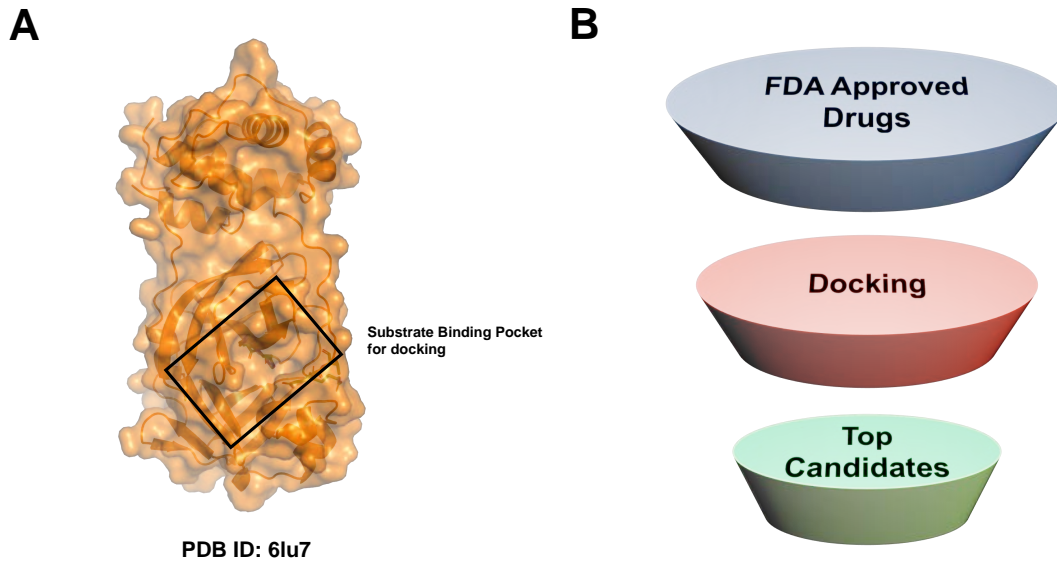 A
Substrate Binding Pocket
for docking
PDB ID: 6lu7
B
FDA Approved
Drugs
Docking
Top
Candidates